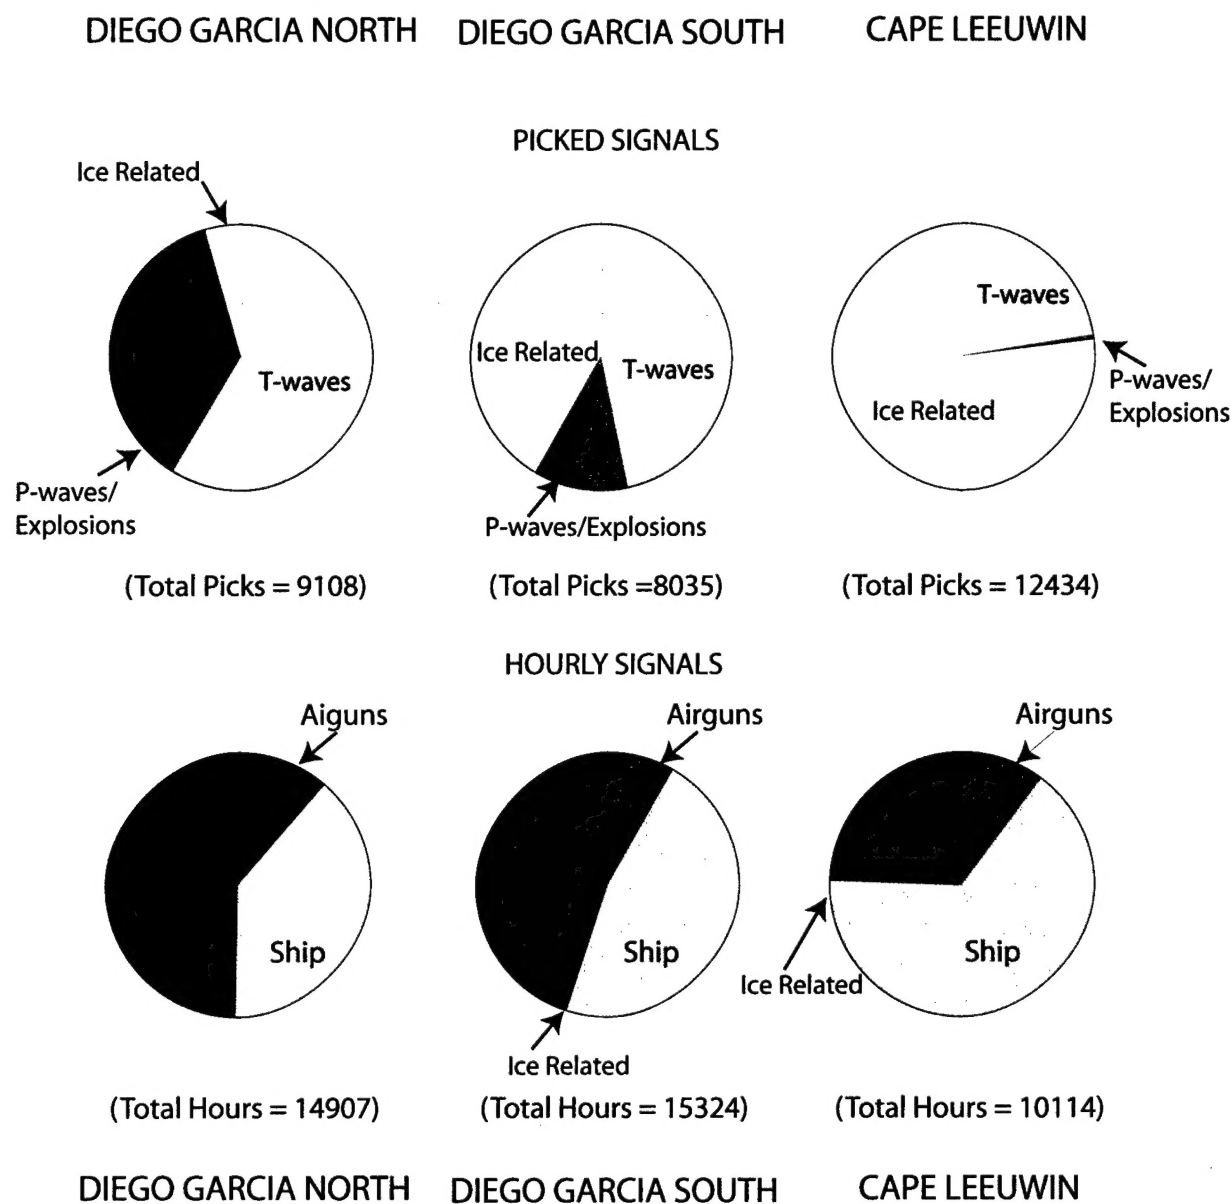 DIEGO GARCIA NORTH
DIEGO GARCIA SOUTH
CAPE LEEUWIN
PICKED SIGNALS
Ice Related
T-waves
P-waves/
Explosions
Ice Related
T-waves
P-waves/Explosions
T-waves
Ice Related
P-waves/
Explosions
(Total Picks = 9108)
(Total Picks =8035)
(Total Picks = 12434)
HOURLY SIGNALS
Aiguns
Ship
Airguns
Ship
Ice Related
Airguns
Ship
Ice Related
(Total Hours = 14907)
(Total Hours = 15324)
(Total Hours = 10114)
DIEGO GARCIA NORTH
DIEGO GARCIA SOUTH
CAPE LEEUWIN